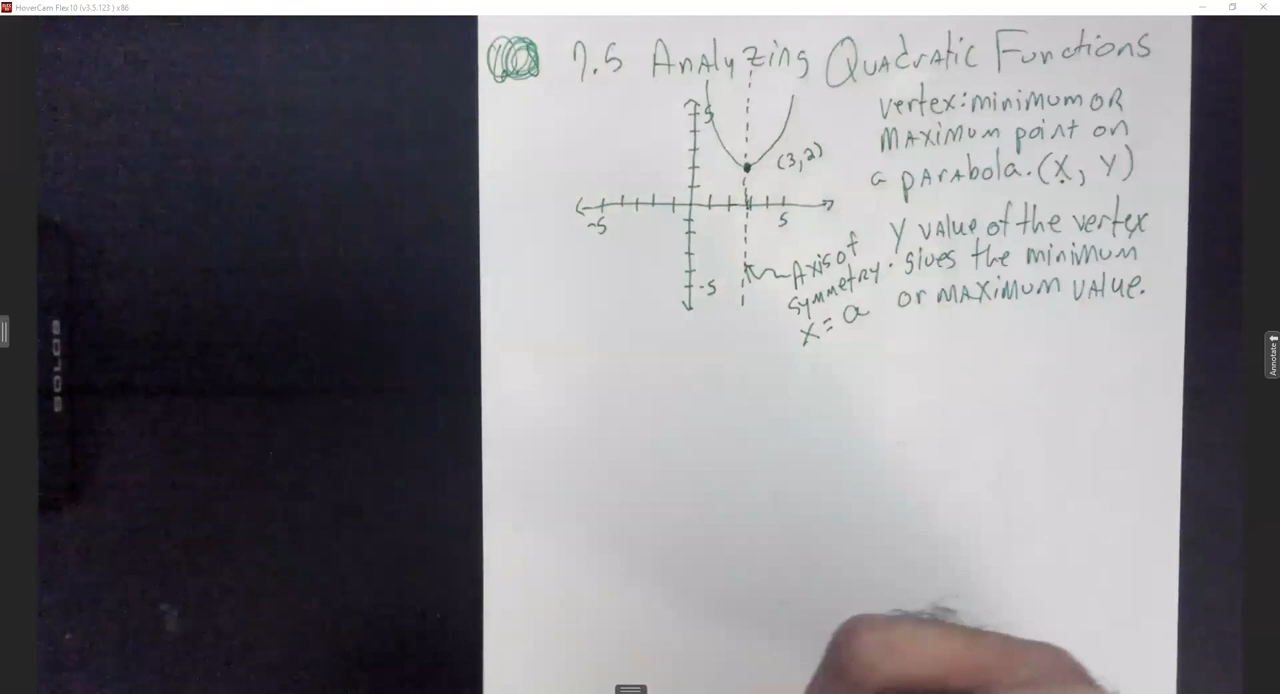 HoverCam Flex10 (v3.5.123 ) x86
7.5 Analyzing Quadratic Functions
vertex: minimum OR
maximum point on
a parabola. (X, Y)
Y value of the vertex
gives the minimum
or maximum value.
5
(3,2)
-5
5
-5
Axis of
symmetry.
x = a
SOLO8
Annotate